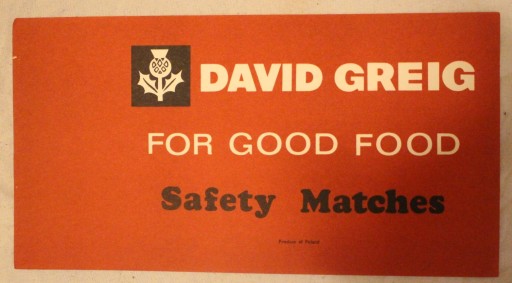 DAVID GREIG
FOR GOOD FOOD
Safety Matches
Product of Poland